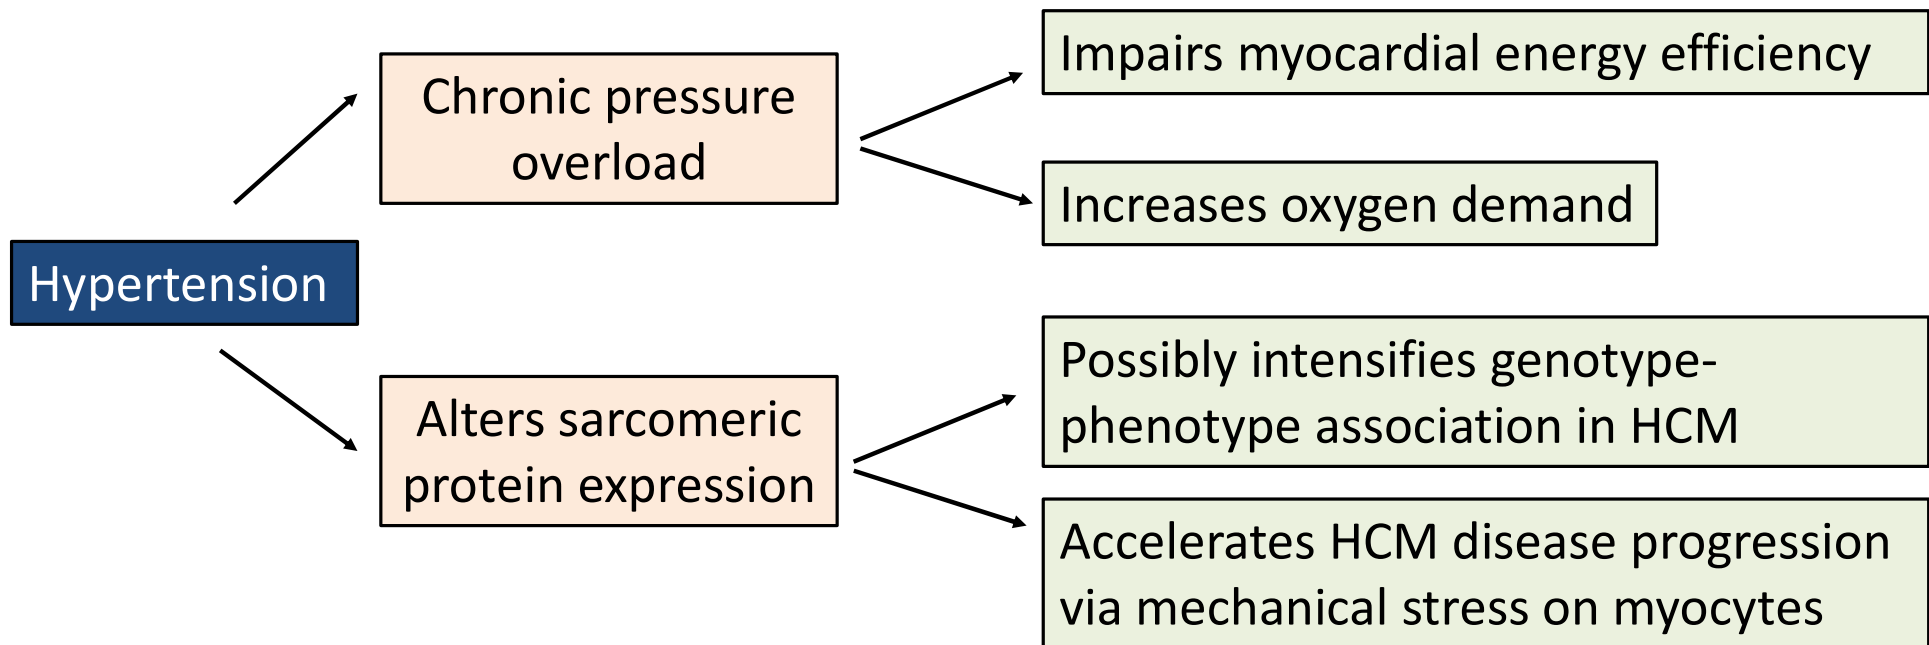 Hypertension
Chronic pressure
overload
Impairs myocardial energy efficiency
Increases oxygen demand
Alters sarcomeric
protein expression
Possibly intensifies genotype-
phenotype association in HCM
Accelerates HCM disease progression
via mechanical stress on myocytes